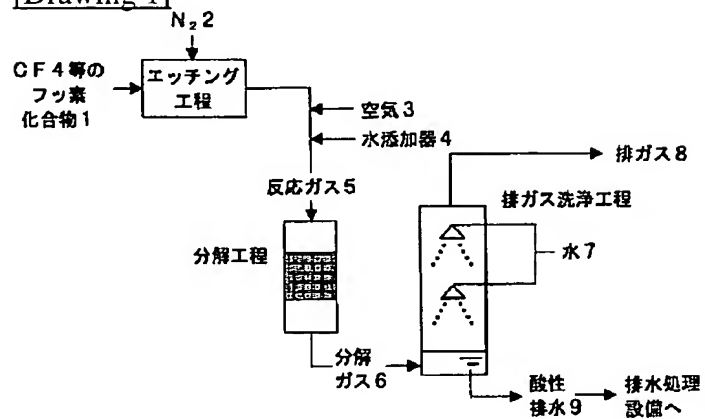 [Drawing 1]
N₂2
CF4等の
フッ素
化合物1
エッチング
工程
空気3
水添加器4
反応ガス5
排ガス8
排ガス洗浄工程
分解工程
水7
分解
ガス6
酸性
排水9
排水処理
設備へ